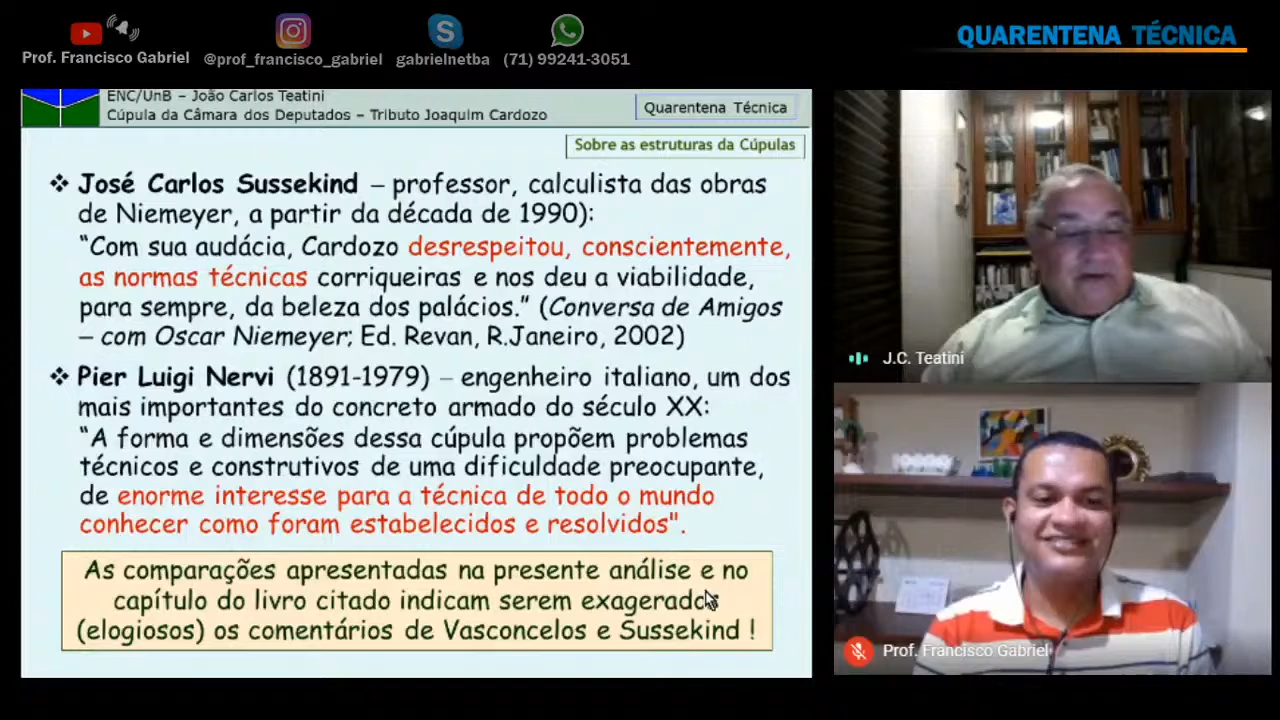 QUARENTENA TÉCNICA
Prof. Francisco Gabriel
@prof_francisco_gabriel
gabrielnetba
(71) 99241-3051
ENC/UnB – João Carlos Teatini
Cúpula da Câmara dos Deputados – Tributo Joaquim Cardozo
Quarentena Técnica
Sobre as estruturas da Cúpulas
❖ José Carlos Sussekind – professor, calculista das obras
de Niemeyer, a partir da década de 1990):
“Com sua audácia, Cardozo desrespeitou, conscientemente,
as normas técnicas corriqueiras e nos deu a viabilidade,
para sempre, da beleza dos palácios.” (Conversa de Amigos
– com Oscar Niemeyer; Ed. Revan, R.Janeiro, 2002)
❖ Pier Luigi Nervi (1891-1979) – engenheiro italiano, um dos
mais importantes do concreto armado do século XX:
“A forma e dimensões dessa cúpula propõem problemas
técnicos e construtivos de uma dificuldade preocupante,
de enorme interesse para a técnica de todo o mundo
conhecer como foram estabelecidos e resolvidos".
As comparações apresentadas na presente análise e no
capítulo do livro citado indicam serem exagerados
(elogiosos) os comentários de Vasconcelos e Sussekind !
J.C. Teatini
Prof. Francisco Gabriel